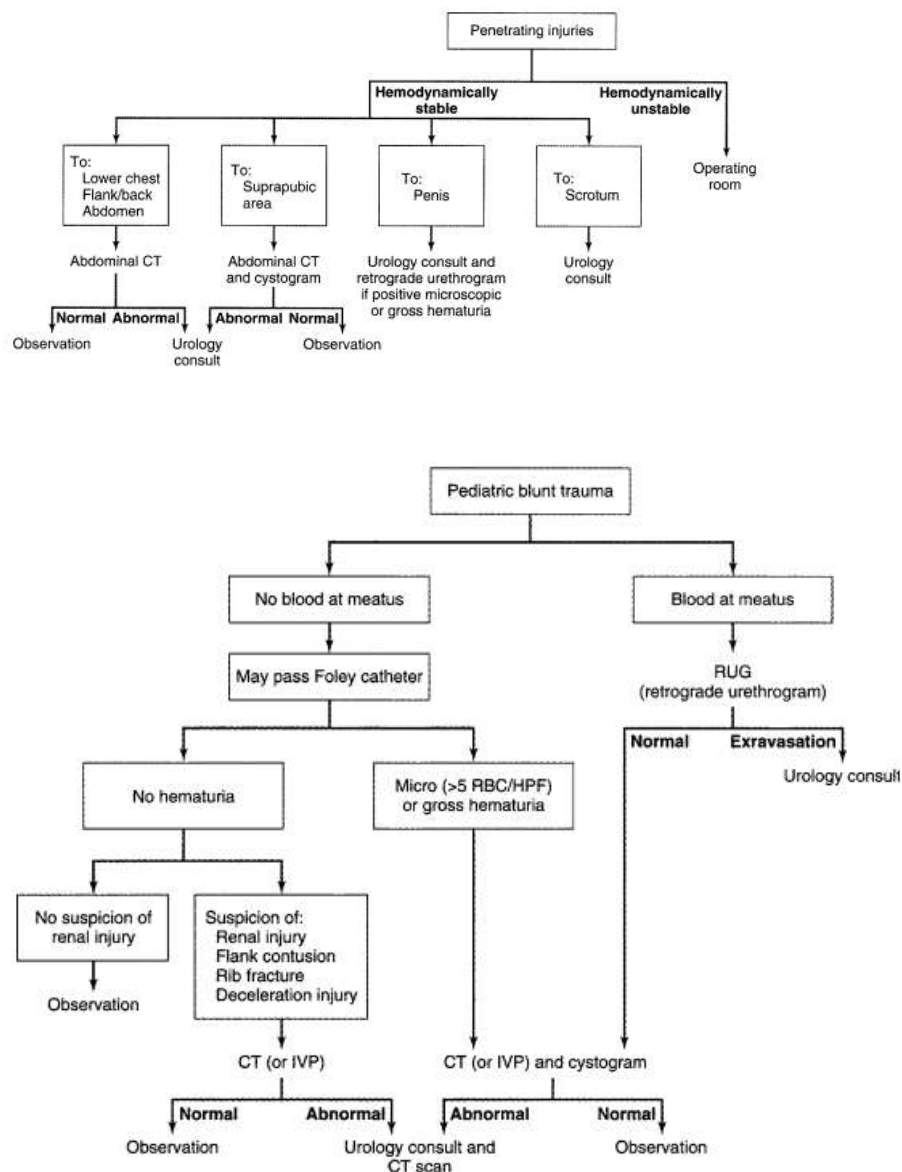 Penetrating injuries
Hemodynamically
stable
Hemodynamically
unstable
To:
Lower chest
Flank/back
Abdomen
To:
Suprapubic
area
To:
Penis
To:
Scrotum
Operating
room
Abdominal CT
Abdominal CT
and cystogram
Urology consult and
retrograde urethrogram
if positive microscopic
or gross hematuria
Urology
consult
Normal Abnormal
Abnormal Normal
Observation
Urology
consult
Observation
Pediatric blunt trauma
No blood at meatus
Blood at meatus
May pass Foley catheter
RUG
(retrograde urethrogram)
Normal Exravasation
Urology consult
No hematuria
Micro (>5 RBC/HPF)
or gross hematuria
No suspicion of
renal injury
Suspicion of:
Renal injury
Flank contusion
Rib fracture
Deceleration injury
Observation
CT (or IVP)
CT (or IVP) and cystogram
Normal Abnormal
Abnormal Normal
Observation
Urology consult and
CT scan
Observation